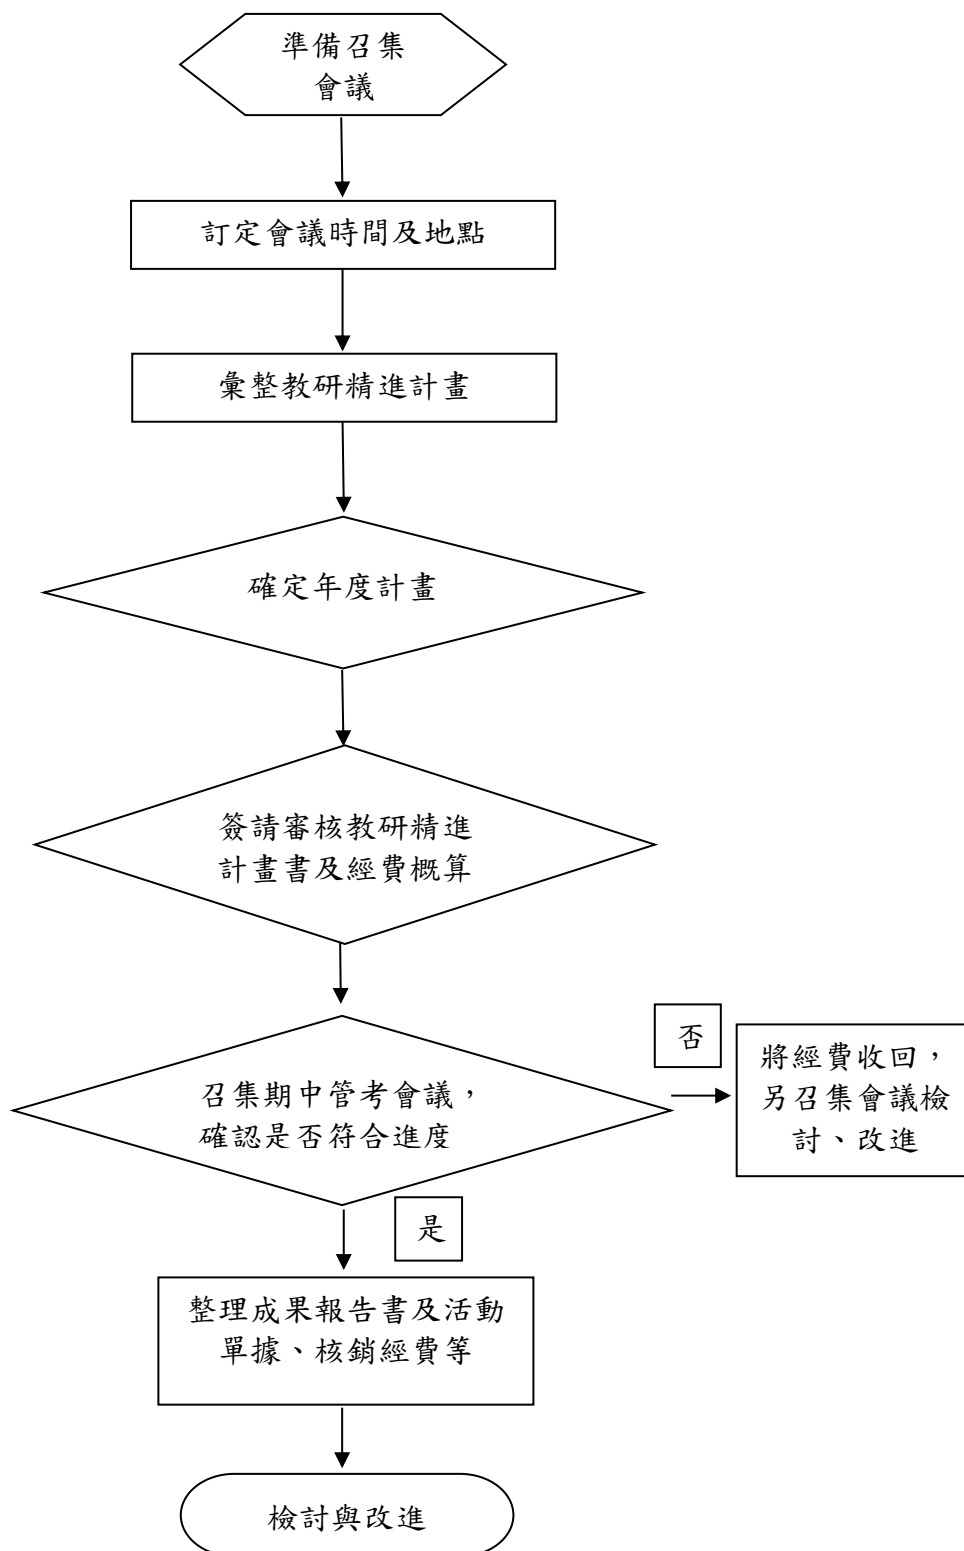 準備召集
會議
訂定會議時間及地點
彙整教研精進計畫
確定年度計畫
簽請審核教研精進
計畫書及經費概算
召集期中管考會議，
確認是否符合進度
否
將經費收回，
另召集會議檢
討、改進
是
整理成果報告書及活動
單據、核銷經費等
檢討與改進